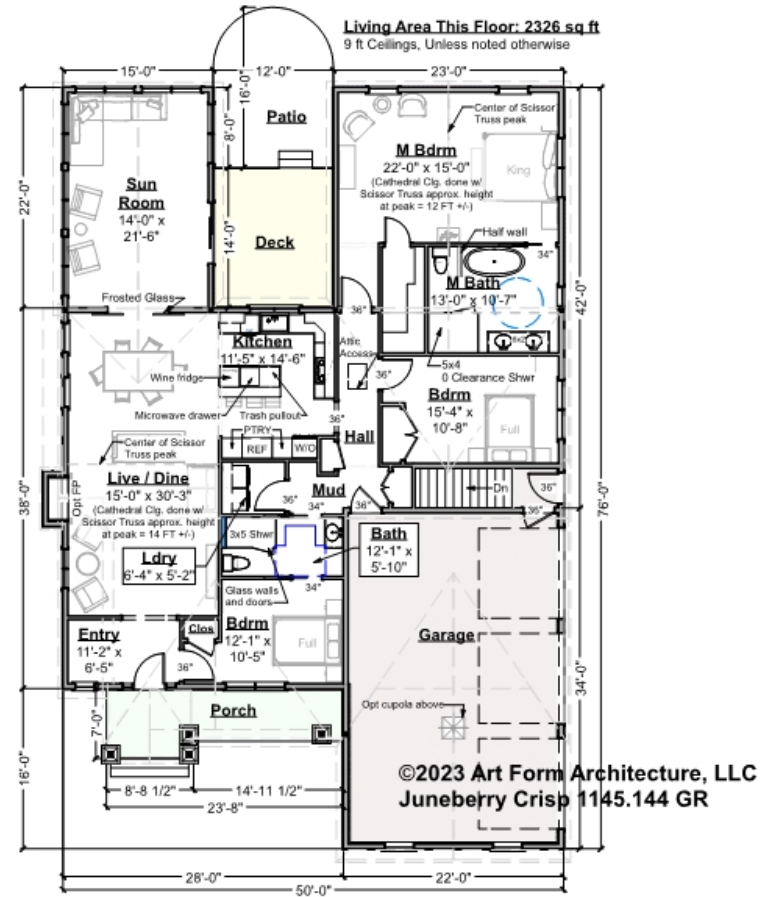 Living Area This Floor: 2326 sq ft
9 ft Ceilings, Unless noted otherwise
15'-0"
12'-0"
23'-0"
16'-0"
8'-0"
Patio
Center of Scissor
Truss peak
M Bdrm
22'-0" x 15'-0"
(Cathedral Clg. done w/
Scissor Truss approx. height
at peak = 12 FT +/-)
King
Sun
Room
14'-0" x
21'-6"
22'-0"
14'-0"
Deck
Half wall
34"
M Bath
13'-0" x 10'-7"
42'-0"
Frosted Glass
36"
Kitchen
11'-5" x 14'-6"
Attic
Access
Wine fridge
36"
5x4
0 Clearance Shwr
Microwave drawer
Trash pullout
36"
Bdrm
15'-4" x
10'-8"
Full
PTRY
REF
W/O
Hall
Center of Scissor
Truss peak
Live / Dine
15'-0" x 30'-3"
(Cathedral Clg. done w/
Scissor Truss approx. height
at peak = 14 FT +/-)
Opt FP
38'-0"
36"
Mud
34"
36"
Dn
36"
36"
76'-0"
3x5 Shwr
Bath
12'-1" x
5'-10"
Ldry
6'-4" x 5'-2"
34"
Glass walls
and doors
Entry
11'-2" x
6'-5"
Clos
36"
Bdrm
12'-1" x
10'-5"
Full
Garage
34'-0"
Porch
7'-0"
Opt cupola above
16'-0"
8'-8 1/2"
14'-11 1/2"
23'-8"
©2023 Art Form Architecture, LLC
Juneberry Crisp 1145.144 GR
28'-0"
22'-0"
50'-0"